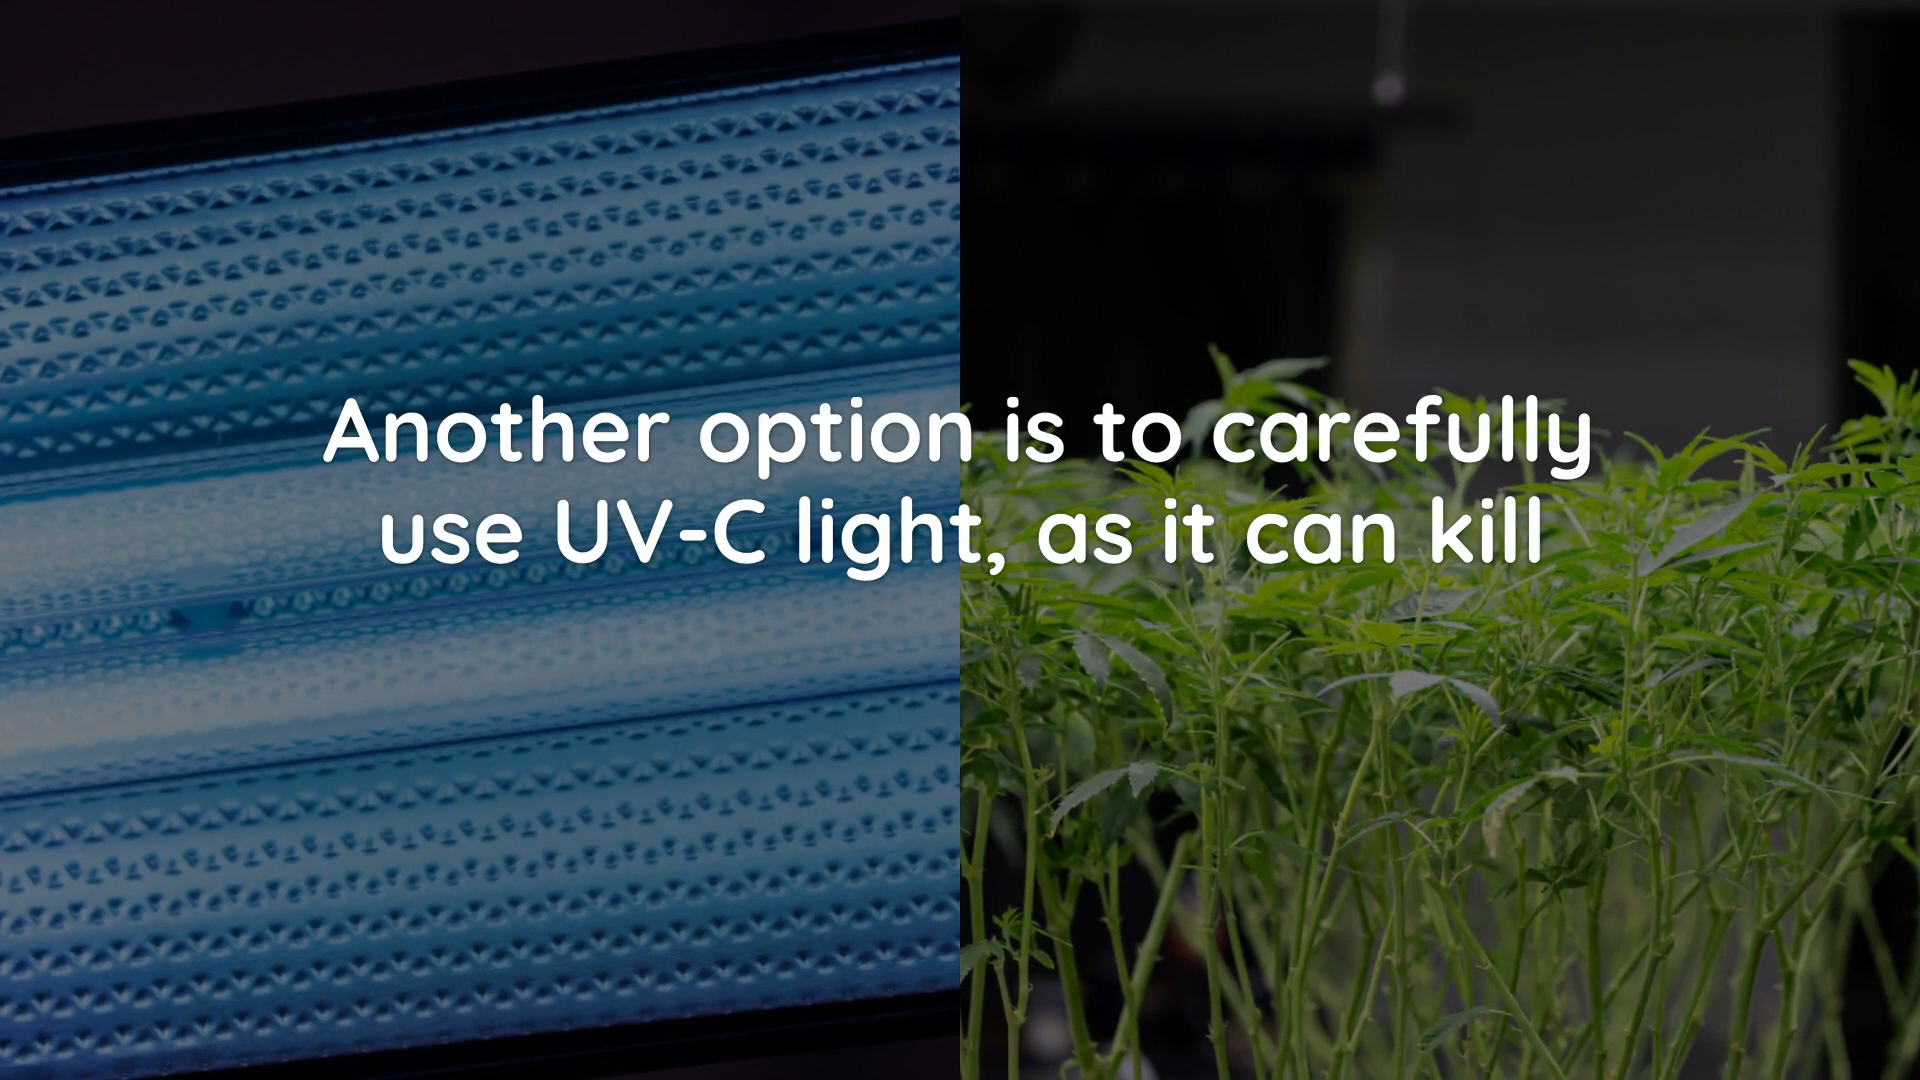 Another option is to carefully
use UV-C light, as it can kill